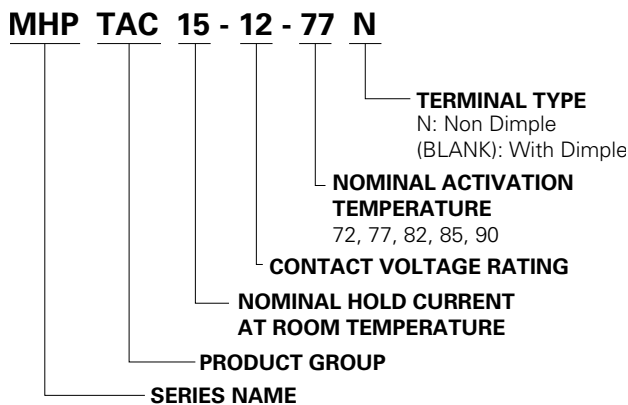 MHP TAC 15 - 12 - 77 N
TERMINAL TYPE
N: Non Dimple
(BLANK): With Dimple
NOMINAL ACTIVATION
TEMPERATURE
72, 77, 82, 85, 90
CONTACT VOLTAGE RATING
NOMINAL HOLD CURRENT
AT ROOM TEMPERATURE
PRODUCT GROUP
SERIES NAME